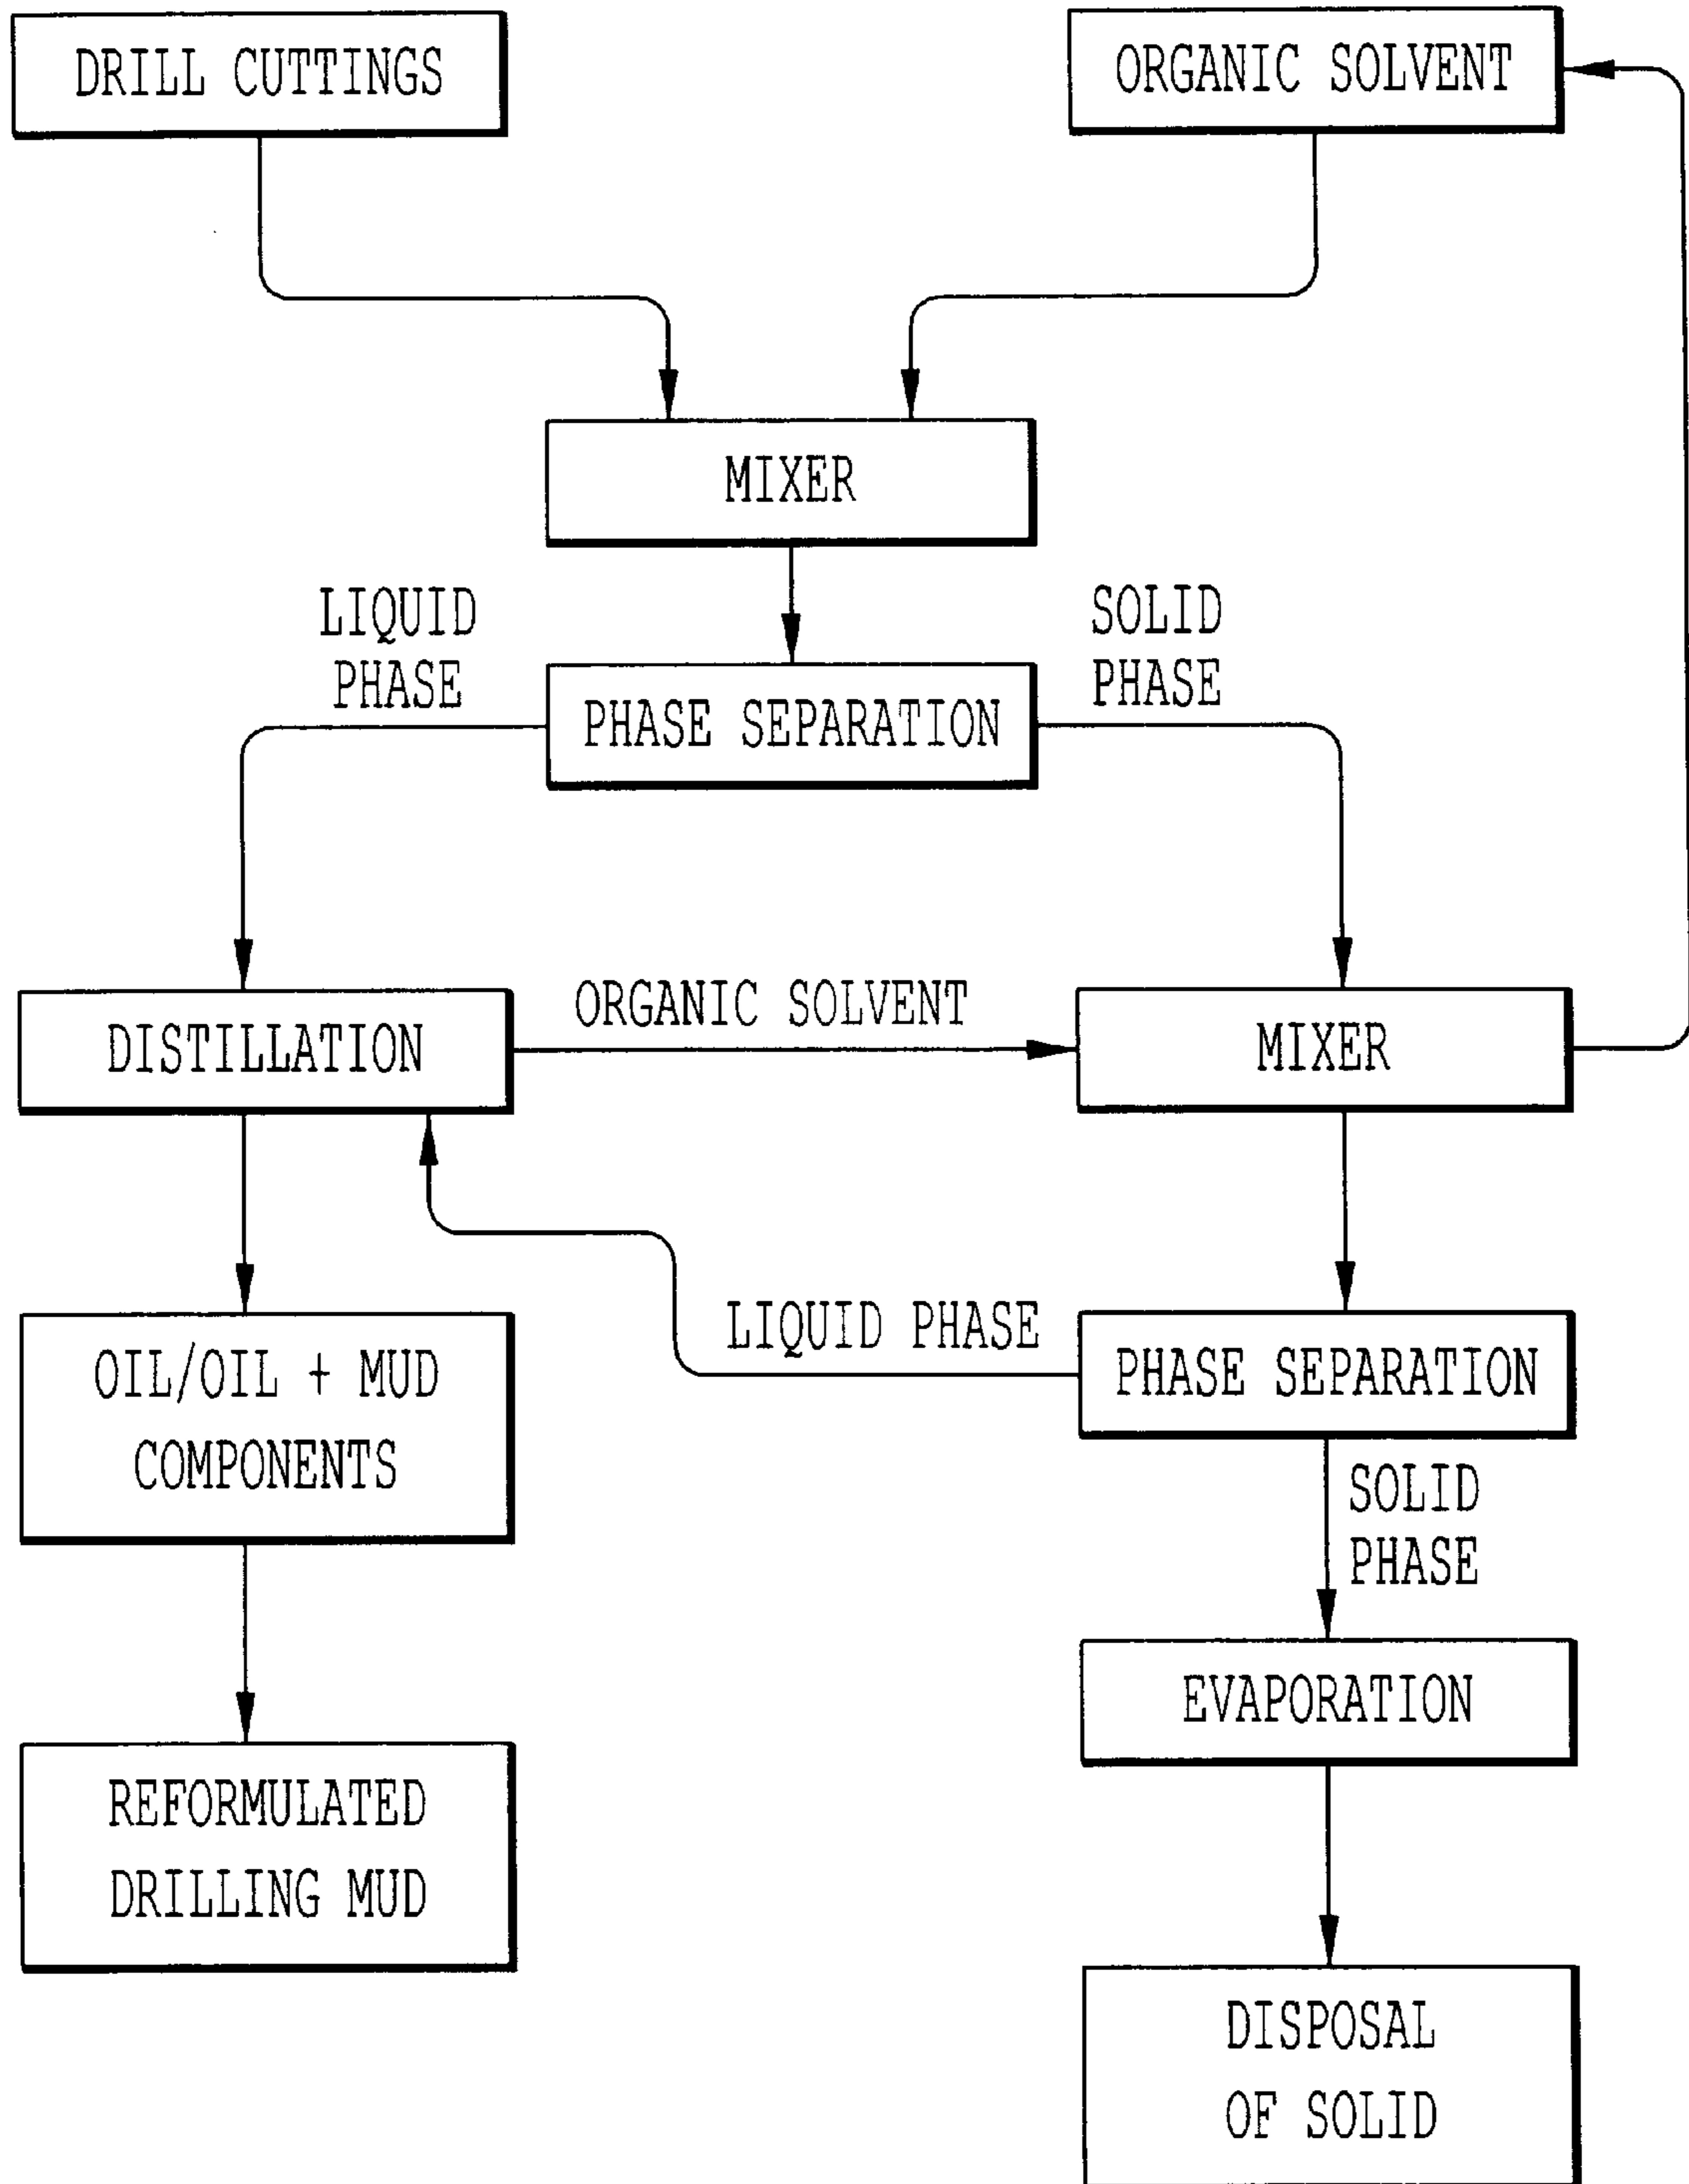 DRILL CUTTINGS
ORGANIC SOLVENT
MIXER
LIQUID
PHASE
SOLID
PHASE
PHASE SEPARATION
DISTILLATION
ORGANIC SOLVENT
MIXER
OIL/OIL + MUD
COMPONENTS
LIQUID PHASE
PHASE SEPARATION
SOLID
PHASE
EVAPORATION
REFORMULATED
DRILLING MUD
DISPOSAL
OF SOLID